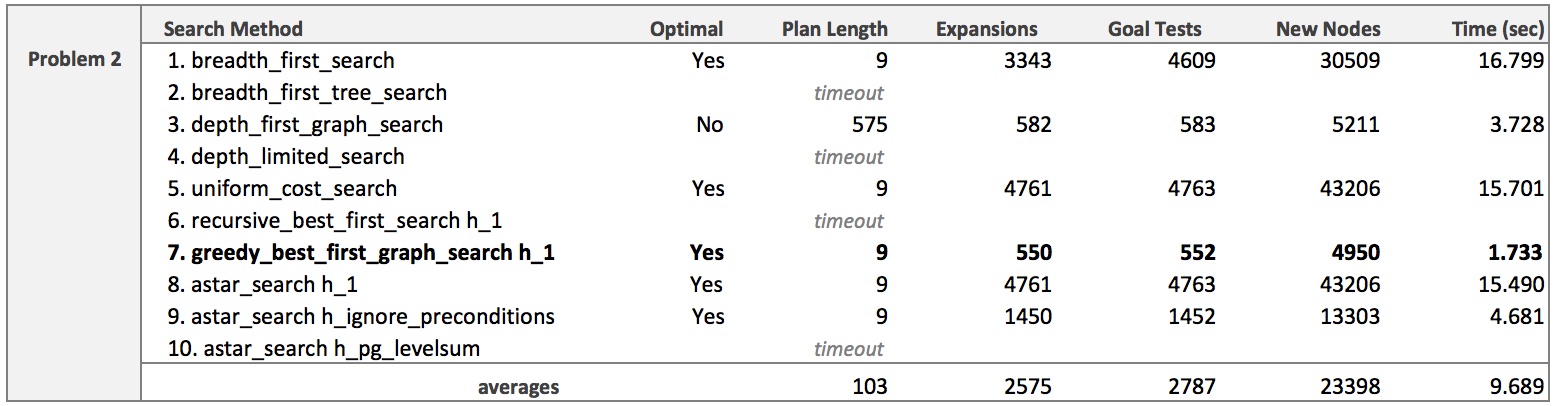 Search Method Optimal Plan Length Expansions Goal Tests New Nodes Time (sec)
Problem 2
1. breadth_first_search Yes 9 3343 4609 30509 16.799
2. breadth_first_tree_search timeout
3. depth_first_graph_search No 575 582 583 5211 3.728
4. depth_limited_search timeout
5. uniform_cost_search Yes 9 4761 4763 43206 15.701
6. recursive_best_first_search h_1 timeout
7. greedy_best_first_graph_search h_1 Yes 9 550 552 4950 1.733
8. astar_search h_1 Yes 9 4761 4763 43206 15.490
9. astar_search h_ignore_preconditions Yes 9 1450 1452 13303 4.681
10. astar_search h_pg_levelsum timeout
averages 103 2575 2787 23398 9.689